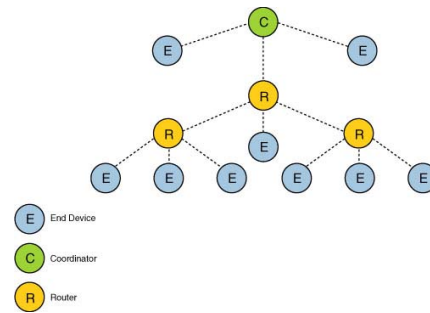 C
E E
R
R R
E
E E E E E E
E End Device
C Coordinator
R Router